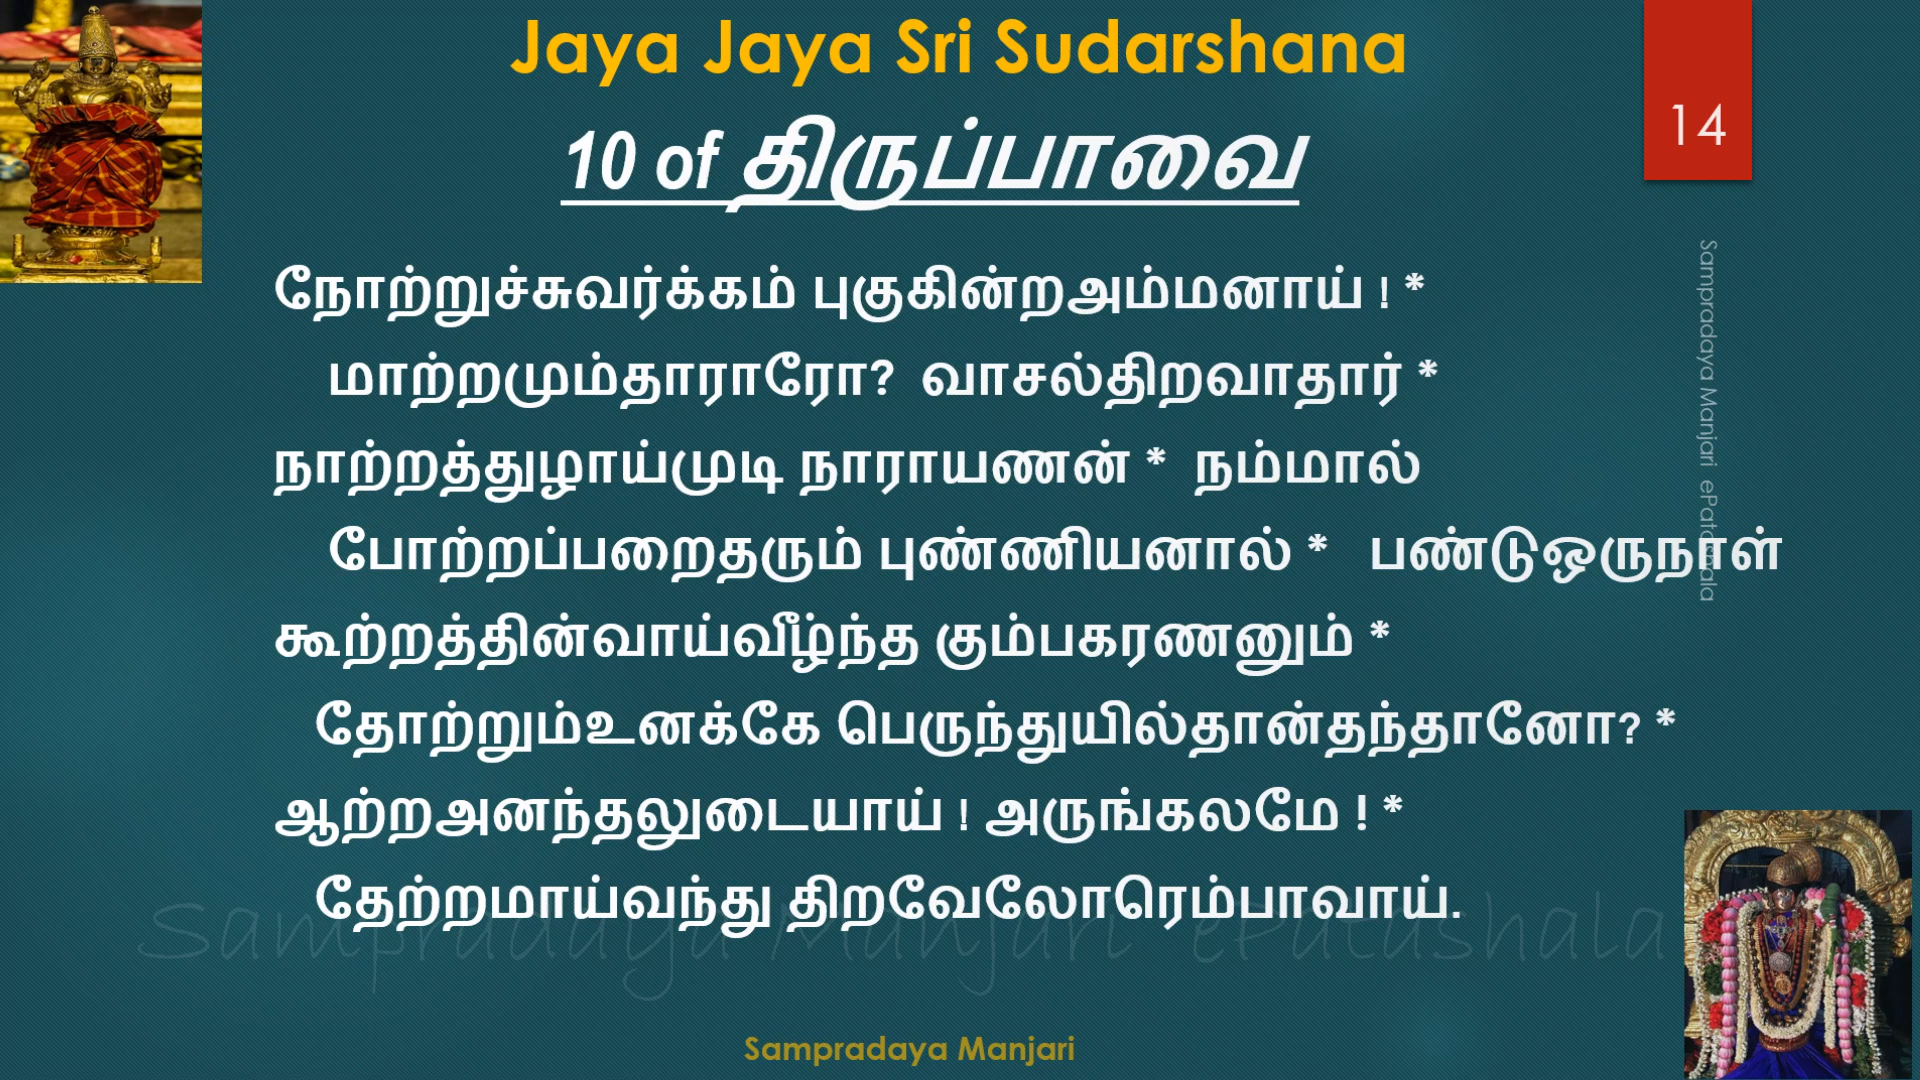 Jaya Jaya Sri Sudarshana
14
10 of திருப்பாவை
நோற்றுச்சுவர்க்கம் புகுகின்றஅம்மனாய் ! *
மாற்றமும்தாராரோ? வாசல்திறவாதார் *
நாற்றத்துழாய்முடி நாராயணன் * நம்மால்
போற்றப்பறைதரும் புண்ணியனால் * பண்டுஒருநாள்
கூற்றத்தின்வாய்வீழ்ந்த கும்பகரணனும் *
தோற்றும்உனக்கே பெருந்துயில்தான்தந்தானோ? *
ஆற்றஅனந்தலுடையாய் ! அருங்கலமே ! *
தேற்றமாய்வந்து திறவேலோரெம்பாவாய்.
Sampradaya Manjari ePatashala
Sampradaya Manjari ePatashala
Sampradaya Manjari